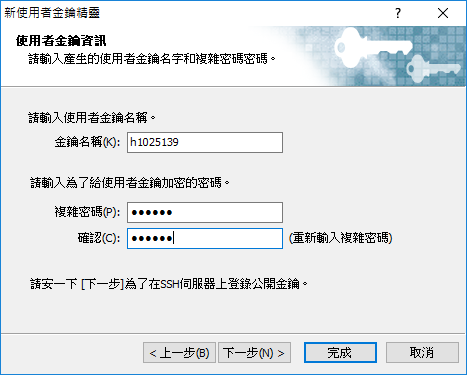 新使用者金鑰精靈
使用者金鑰資訊
請輸入產生的使用者金鑰名字和複雜密碼密碼。
請輸入使用者金鑰名稱。
金鑰名稱(K): h1025139
請輸入為了給使用者金鑰加密的密碼。
複雜密碼(P): ●●●●●●
確認(C): ●●●●●● (重新輸入複雜密碼)
請安一下 [下一步]為了在SSH伺服器上登錄公開金鑰。
< 上一步(B) 下一步(N) > 完成 取消